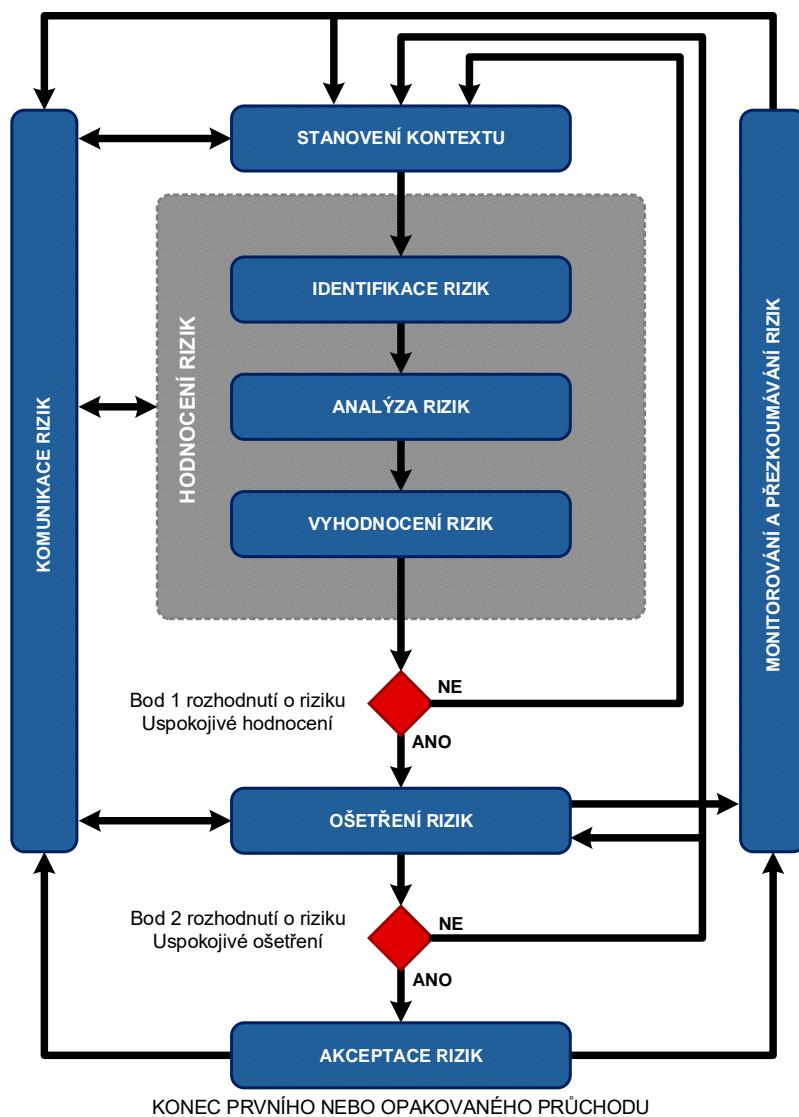 STANOVENÍ KONTEXTU
HODNOCENÍ RIZIK
IDENTIFIKACE RIZIK
ANALÝZA RIZIK
VYHODNOCENÍ RIZIK
KOMUNIKACE RIZIK
MONITOROVÁNÍ A PŘEZKOUMÁVÁNÍ RIZIK
Bod 1 rozhodnutí o riziku
Uspokojivé hodnocení
NE
ANO
OŠETŘENÍ RIZIK
Bod 2 rozhodnutí o riziku
Uspokojivé ošetření
NE
ANO
AKCEPTACE RIZIK
KONEC PRVNÍHO NEBO OPAKOVANÉHO PRŮCHODU